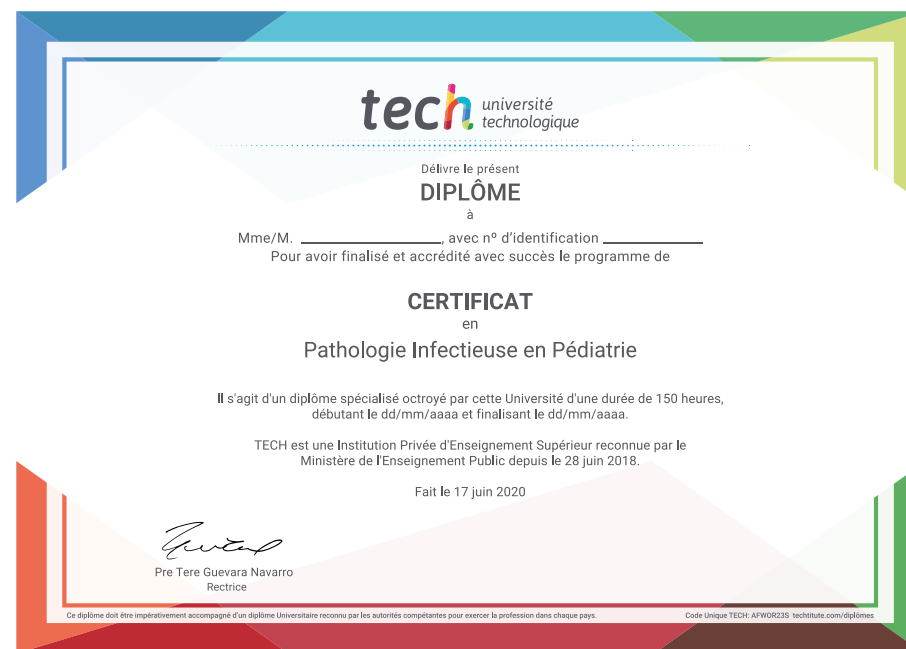 tech université
technologique
Délivre le présent
DIPLÔME
à
Mme/M. ____________________, avec nº d'identification ______________
Pour avoir finalisé et accrédité avec succès le programme de
CERTIFICAT
en
Pathologie Infectieuse en Pédiatrie
Il s'agit d'un diplôme spécialisé octroyé par cette Université d'une durée de 150 heures,
débutant le dd/mm/aaaa et finalisant le dd/mm/aaaa.
TECH est une Institution Privée d'Enseignement Supérieur reconnue par le
Ministère de l'Enseignement Public depuis le 28 juin 2018.
Fait le 17 juin 2020
Pre Tere Guevara Navarro
Rectrice
Ce diplôme doit être impérativement accompagné d'un diplôme Universitaire reconnu par les autorités compétantes pour exercer la profession dans chaque pays.
Code Unique TECH: AFWOR23S techtitute.com/diplômes